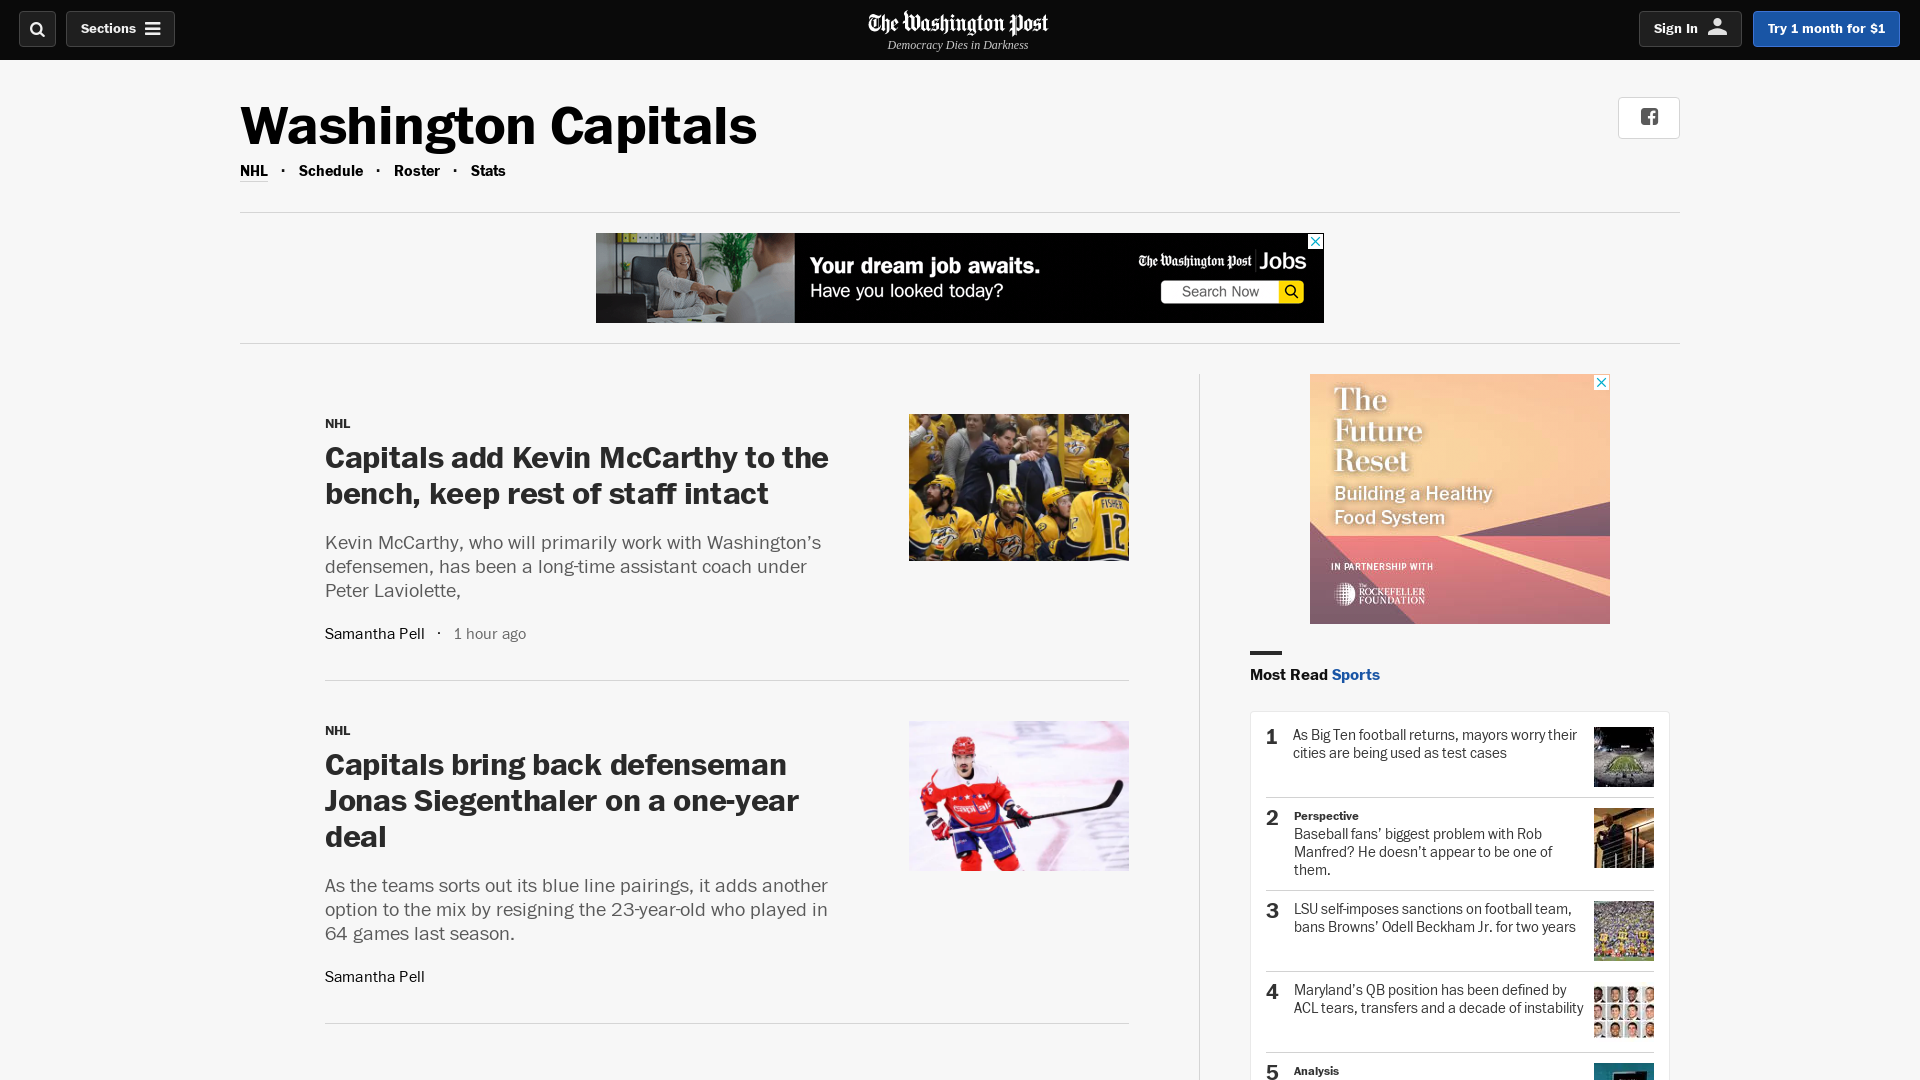 Sections
The Washington Post
Democracy Dies in Darkness
Sign In
Try 1 month for $1
Washington Capitals
NHL · Schedule · Roster · Stats
Your dream job awaits.
Have you looked today?
The Washington Post Jobs
Search Now
NHL
Capitals add Kevin McCarthy to the
bench, keep rest of staff intact
Kevin McCarthy, who will primarily work with Washington’s
defensemen, has been a long-time assistant coach under
Peter Laviolette,
Samantha Pell · 1 hour ago
FISHER
12
NHL
Capitals bring back defenseman
Jonas Siegenthaler on a one-year
deal
As the teams sorts out its blue line pairings, it adds another
option to the mix by resigning the 23-year-old who played in
64 games last season.
Samantha Pell
capitals
The
Future
Reset
Building a Healthy
Food System
IN PARTNERSHIP WITH
The
ROCKEFELLER
FOUNDATION
Most Read Sports
1
As Big Ten football returns, mayors worry their
cities are being used as test cases
2
Perspective
Baseball fans’ biggest problem with Rob
Manfred? He doesn’t appear to be one of
them.
3
LSU self-imposes sanctions on football team,
bans Browns’ Odell Beckham Jr. for two years
4
Maryland’s QB position has been defined by
ACL tears, transfers and a decade of instability
5
Analysis